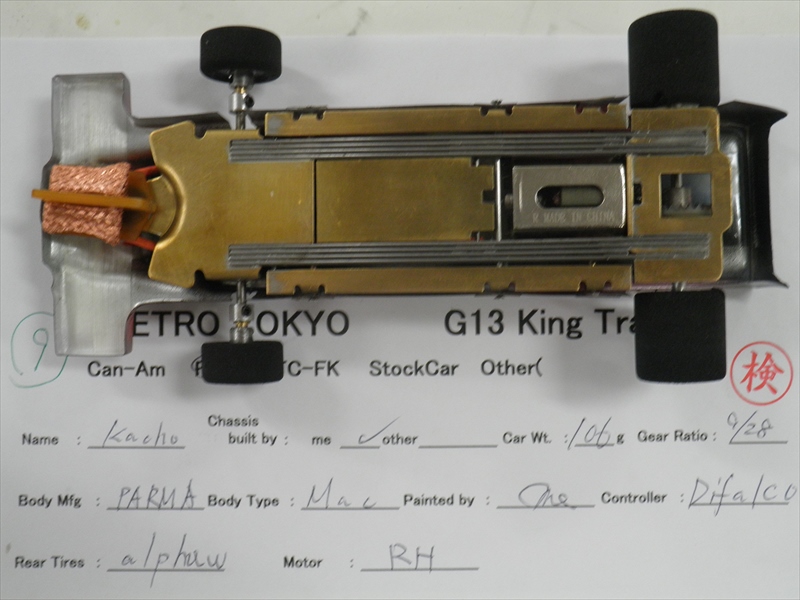 R MADE IN CHINA
ETRO OKYO G13 King Tra
9 Can-Am TC-FK StockCar Other(
検
Name : Kacho Chassis built by : me ✓ other Car Wt. : 106 g Gear Ratio : 9/28
Body Mfg : PARMA Body Type : Mac Painted by : me Controller : Difalco
Rear Tires : alphaw Motor : RH